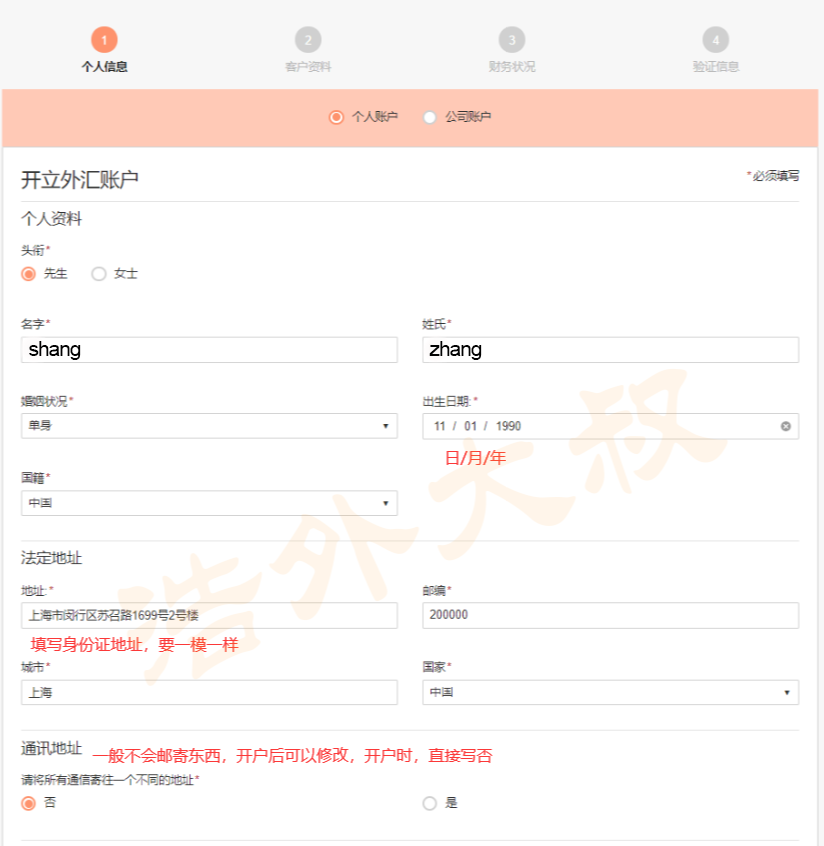 1 2 3 4
个人信息 客户资料 财务状况 验证信息
个人账户 公司账户
开立外汇账户 *必须填写
个人资料
头衔*
先生 女士
名字* 姓氏*
shang zhang
婚姻状况* 出生日期:*
单身 11 / 01 / 1990
日/月/年
国籍*
中国
法定地址
地址:* 邮编*
上海市闵行区苏召路1699号2号楼 200000
填写身份证地址，要一模一样
城市* 国家*
上海 中国
通讯地址 一般不会邮寄东西，开户后可以修改，开户时，直接写否
请将所有通信寄往一个不同的地址*
否 是
浩外大叔